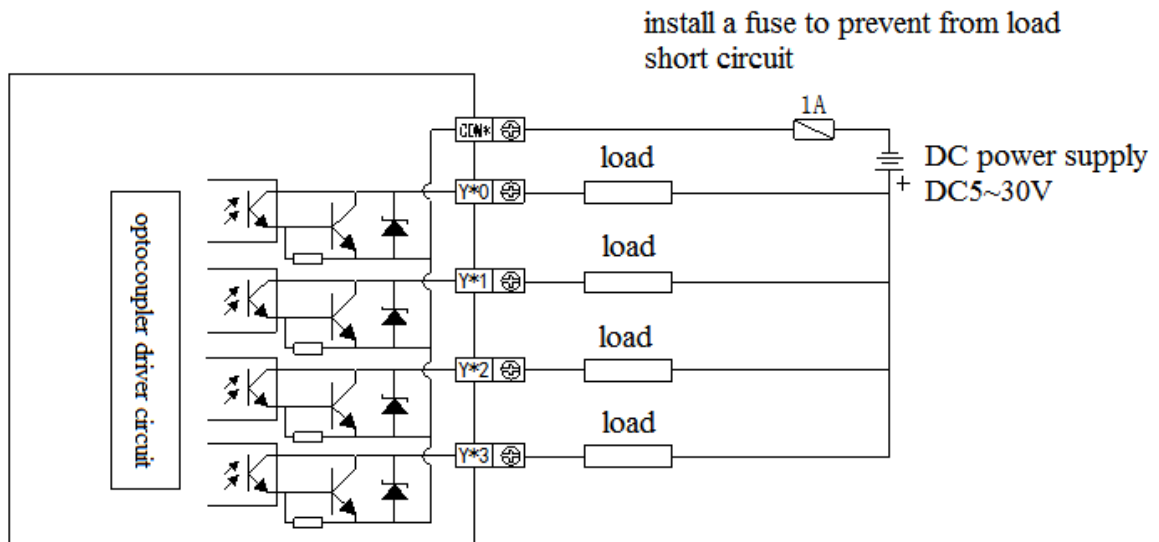 install a fuse to prevent from load
short circuit
1A
COM*
load
DC power supply
Y*0
+
DC5~30V
load
Y*1
optocoupler driver circuit
load
Y*2
load
Y*3